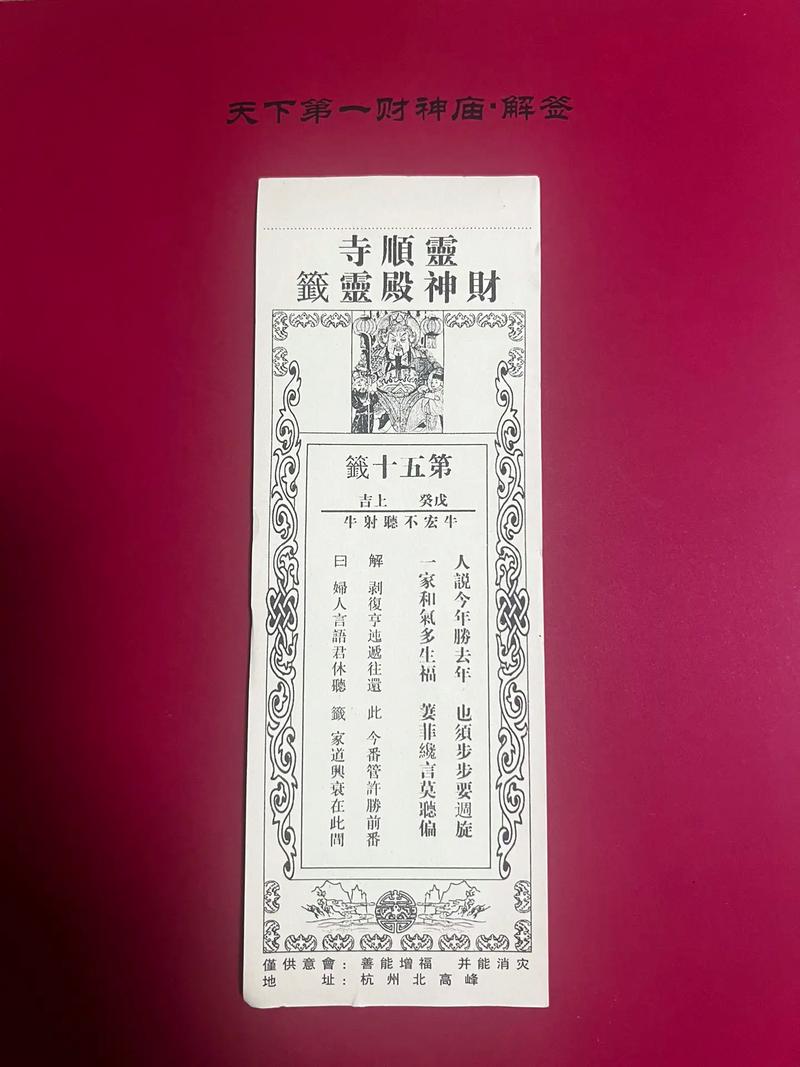 天下第一财神庙·解签
靈順寺
財神殿靈籤
第五十籤
戊癸 上吉
牛宏不聽射牛
人説今年勝去年 也須步步要週旋
一家和氣多生福 萋菲纔言莫聽偏
解 剥復亨迍遞往還 此 今番管許勝前番
曰 婦人言語君休聽 籤 家道興衰在此間
僅供意會：善能增福 并能消灾
地址：杭州北高峰